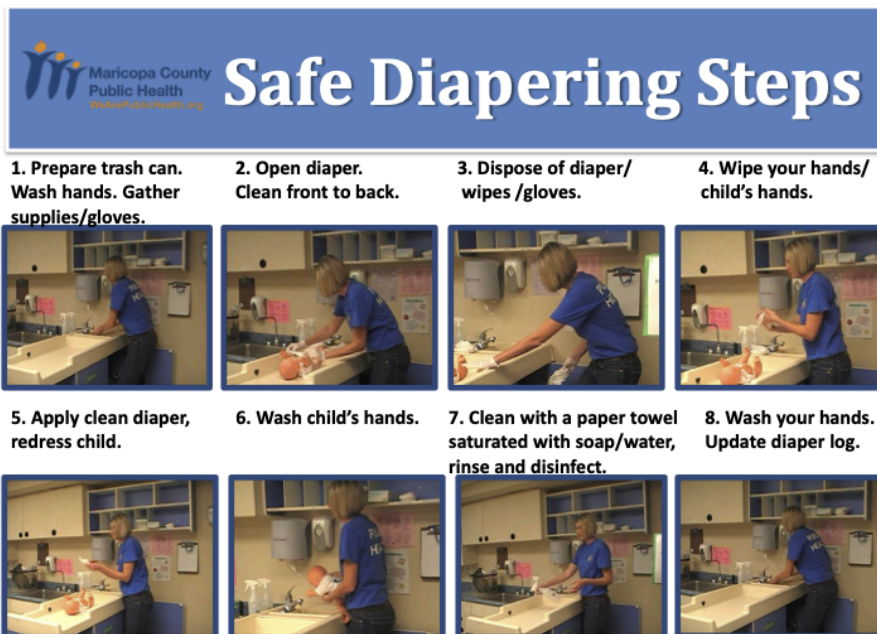 Maricopa County
Public Health
WeArePublicHealth.org
Safe Diapering Steps
1. Prepare trash can.
Wash hands. Gather
supplies/gloves.
2. Open diaper.
Clean front to back.
3. Dispose of diaper/
wipes /gloves.
4. Wipe your hands/
child’s hands.
5. Apply clean diaper,
redress child.
6. Wash child’s hands.
7. Clean with a paper towel
saturated with soap/water,
rinse and disinfect.
8. Wash your hands.
Update diaper log.